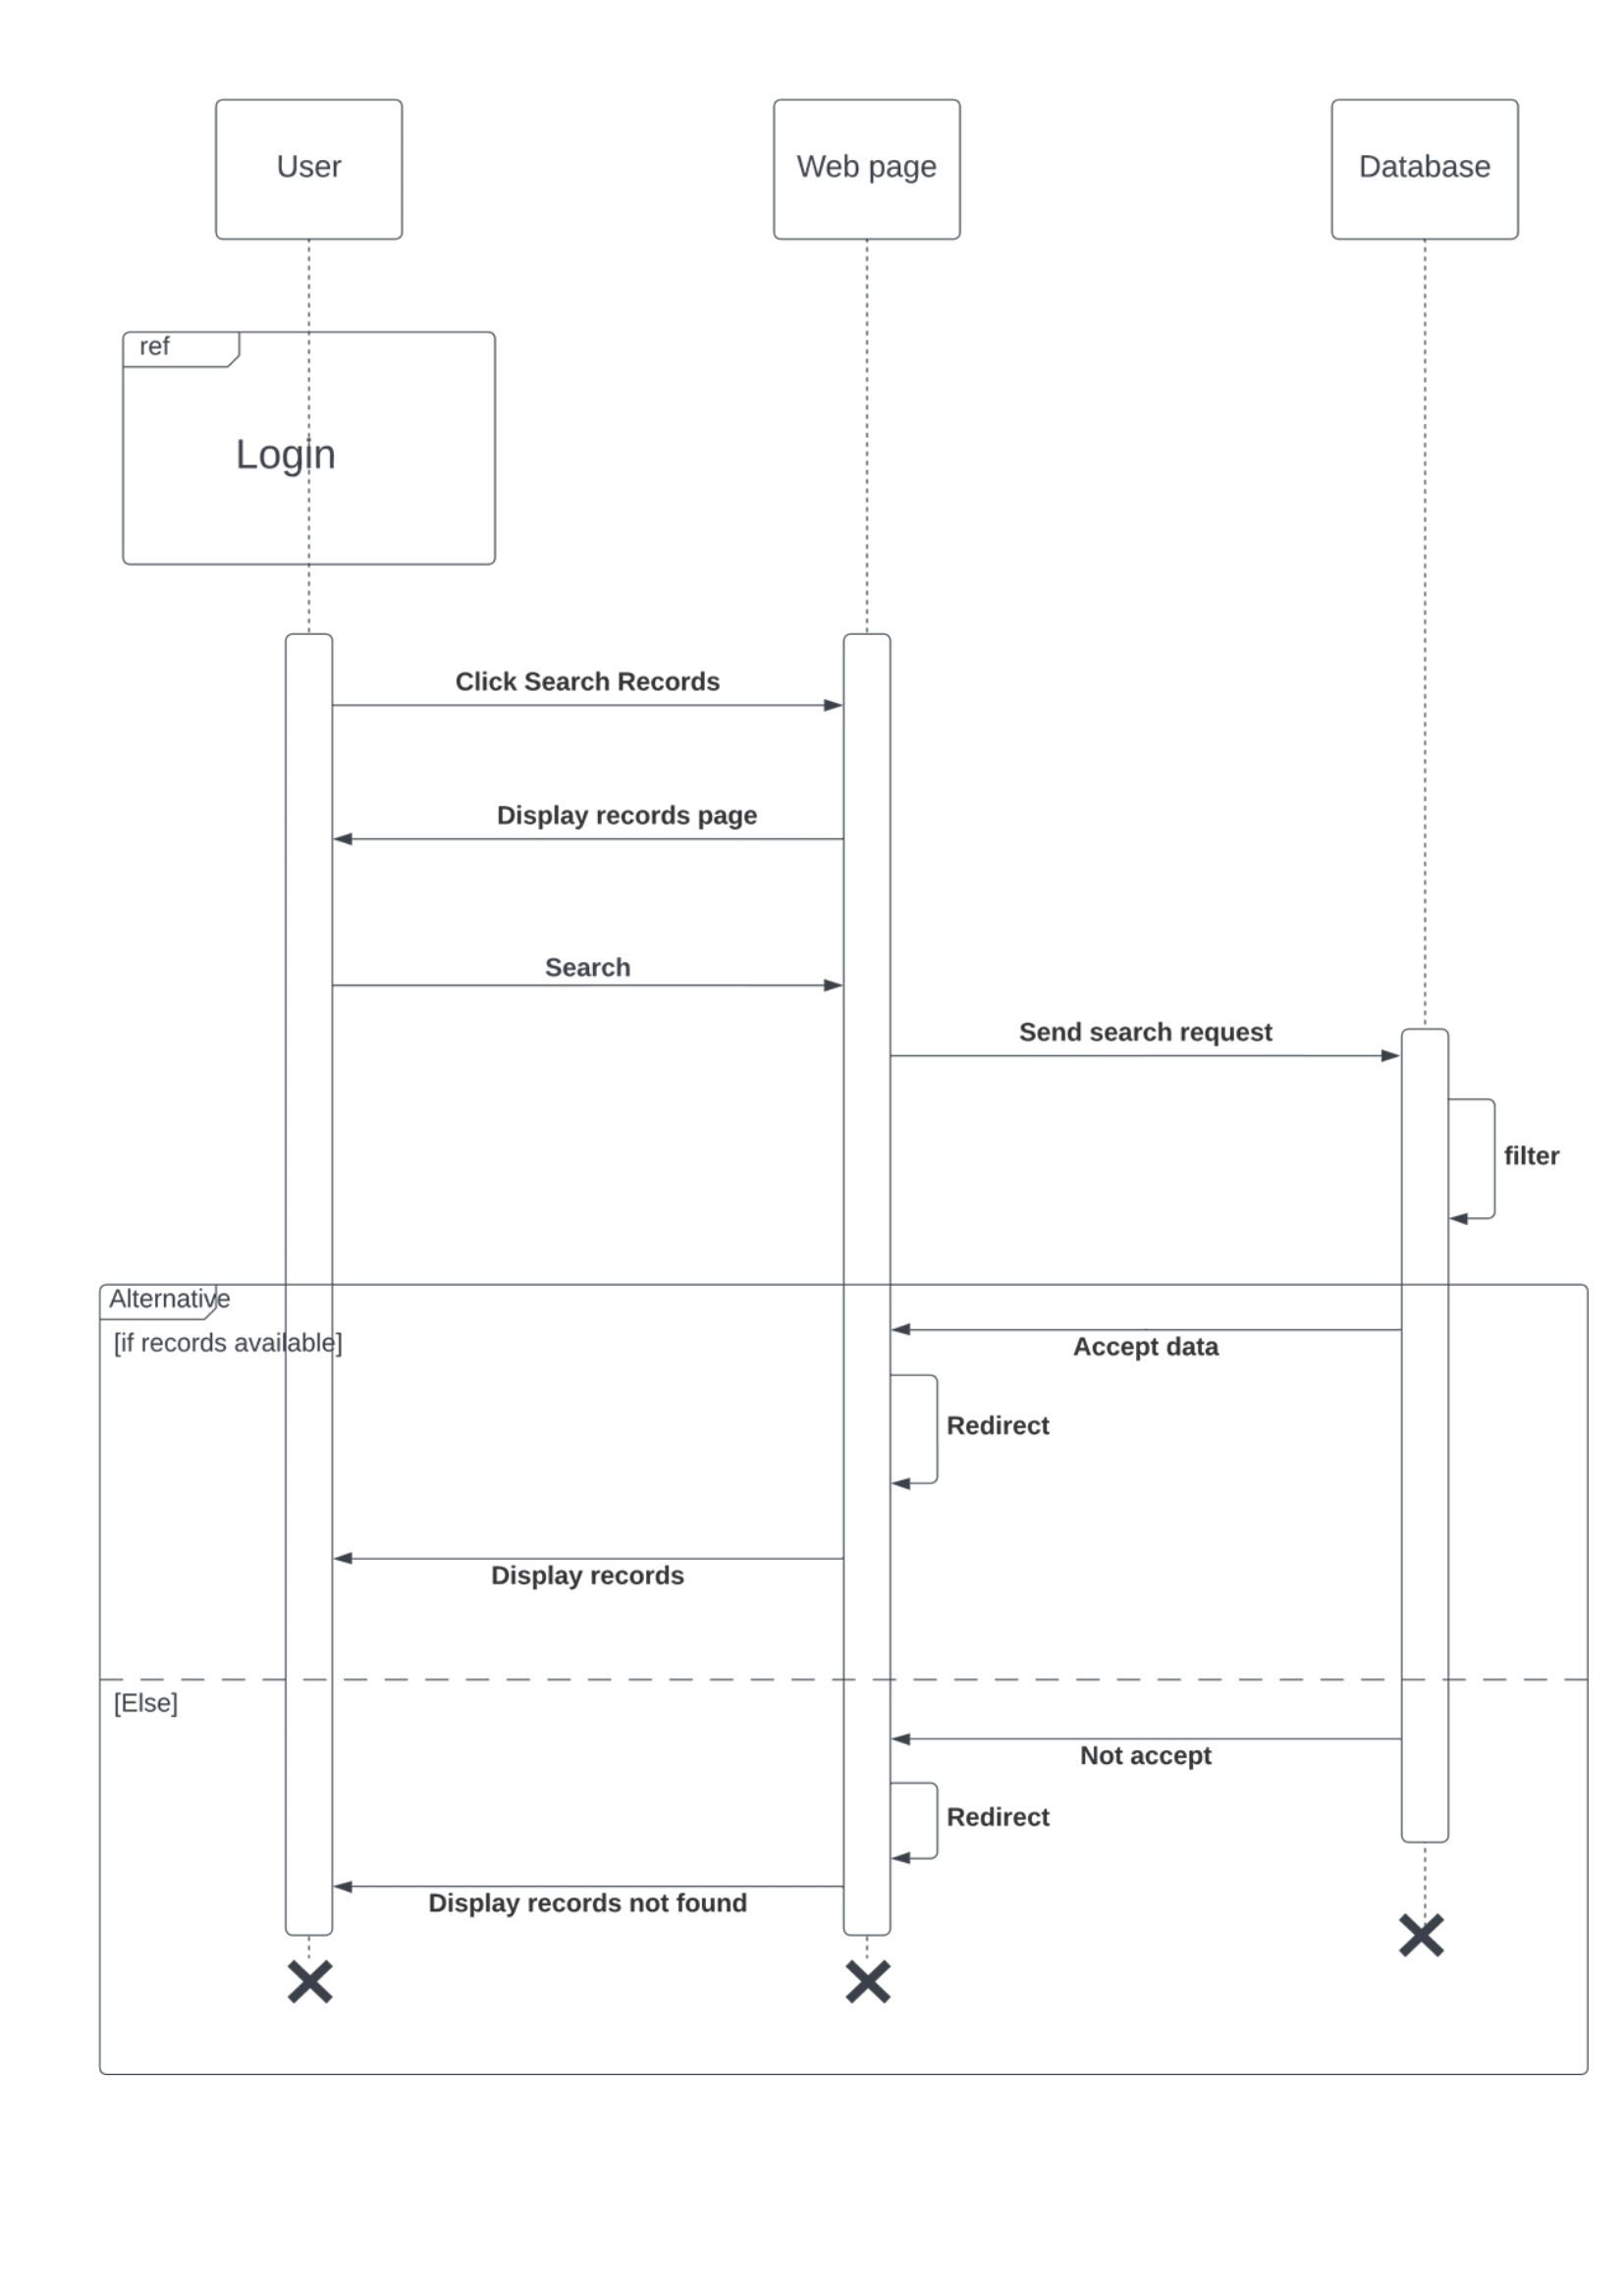 User
Web page
Database
ref
Login
Click Search Records
Display records page
Search
Send search request
filter
Alternative
[if records available]
Accept data
Redirect
Display records
[Else]
Not accept
Redirect
Display records not found